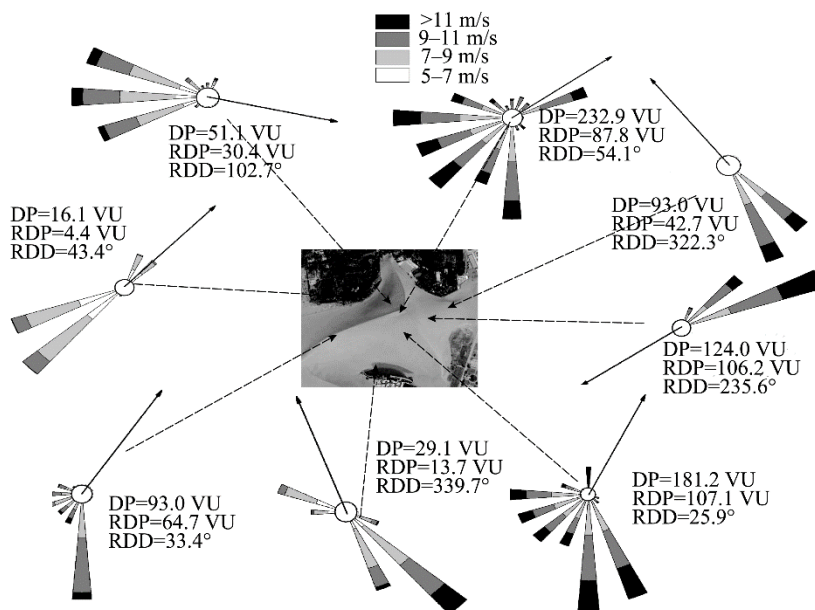 >11 m/s
9–11 m/s
7–9 m/s
5–7 m/s
DP=51.1 VU
RDP=30.4 VU
RDD=102.7°
DP=232.9 VU
RDP=87.8 VU
RDD=54.1°
DP=93.0 VU
RDP=42.7 VU
RDD=322.3°
DP=16.1 VU
RDP=4.4 VU
RDD=43.4°
DP=124.0 VU
RDP=106.2 VU
RDD=235.6°
DP=29.1 VU
RDP=13.7 VU
RDD=339.7°
DP=93.0 VU
RDP=64.7 VU
RDD=33.4°
DP=181.2 VU
RDP=107.1 VU
RDD=25.9°